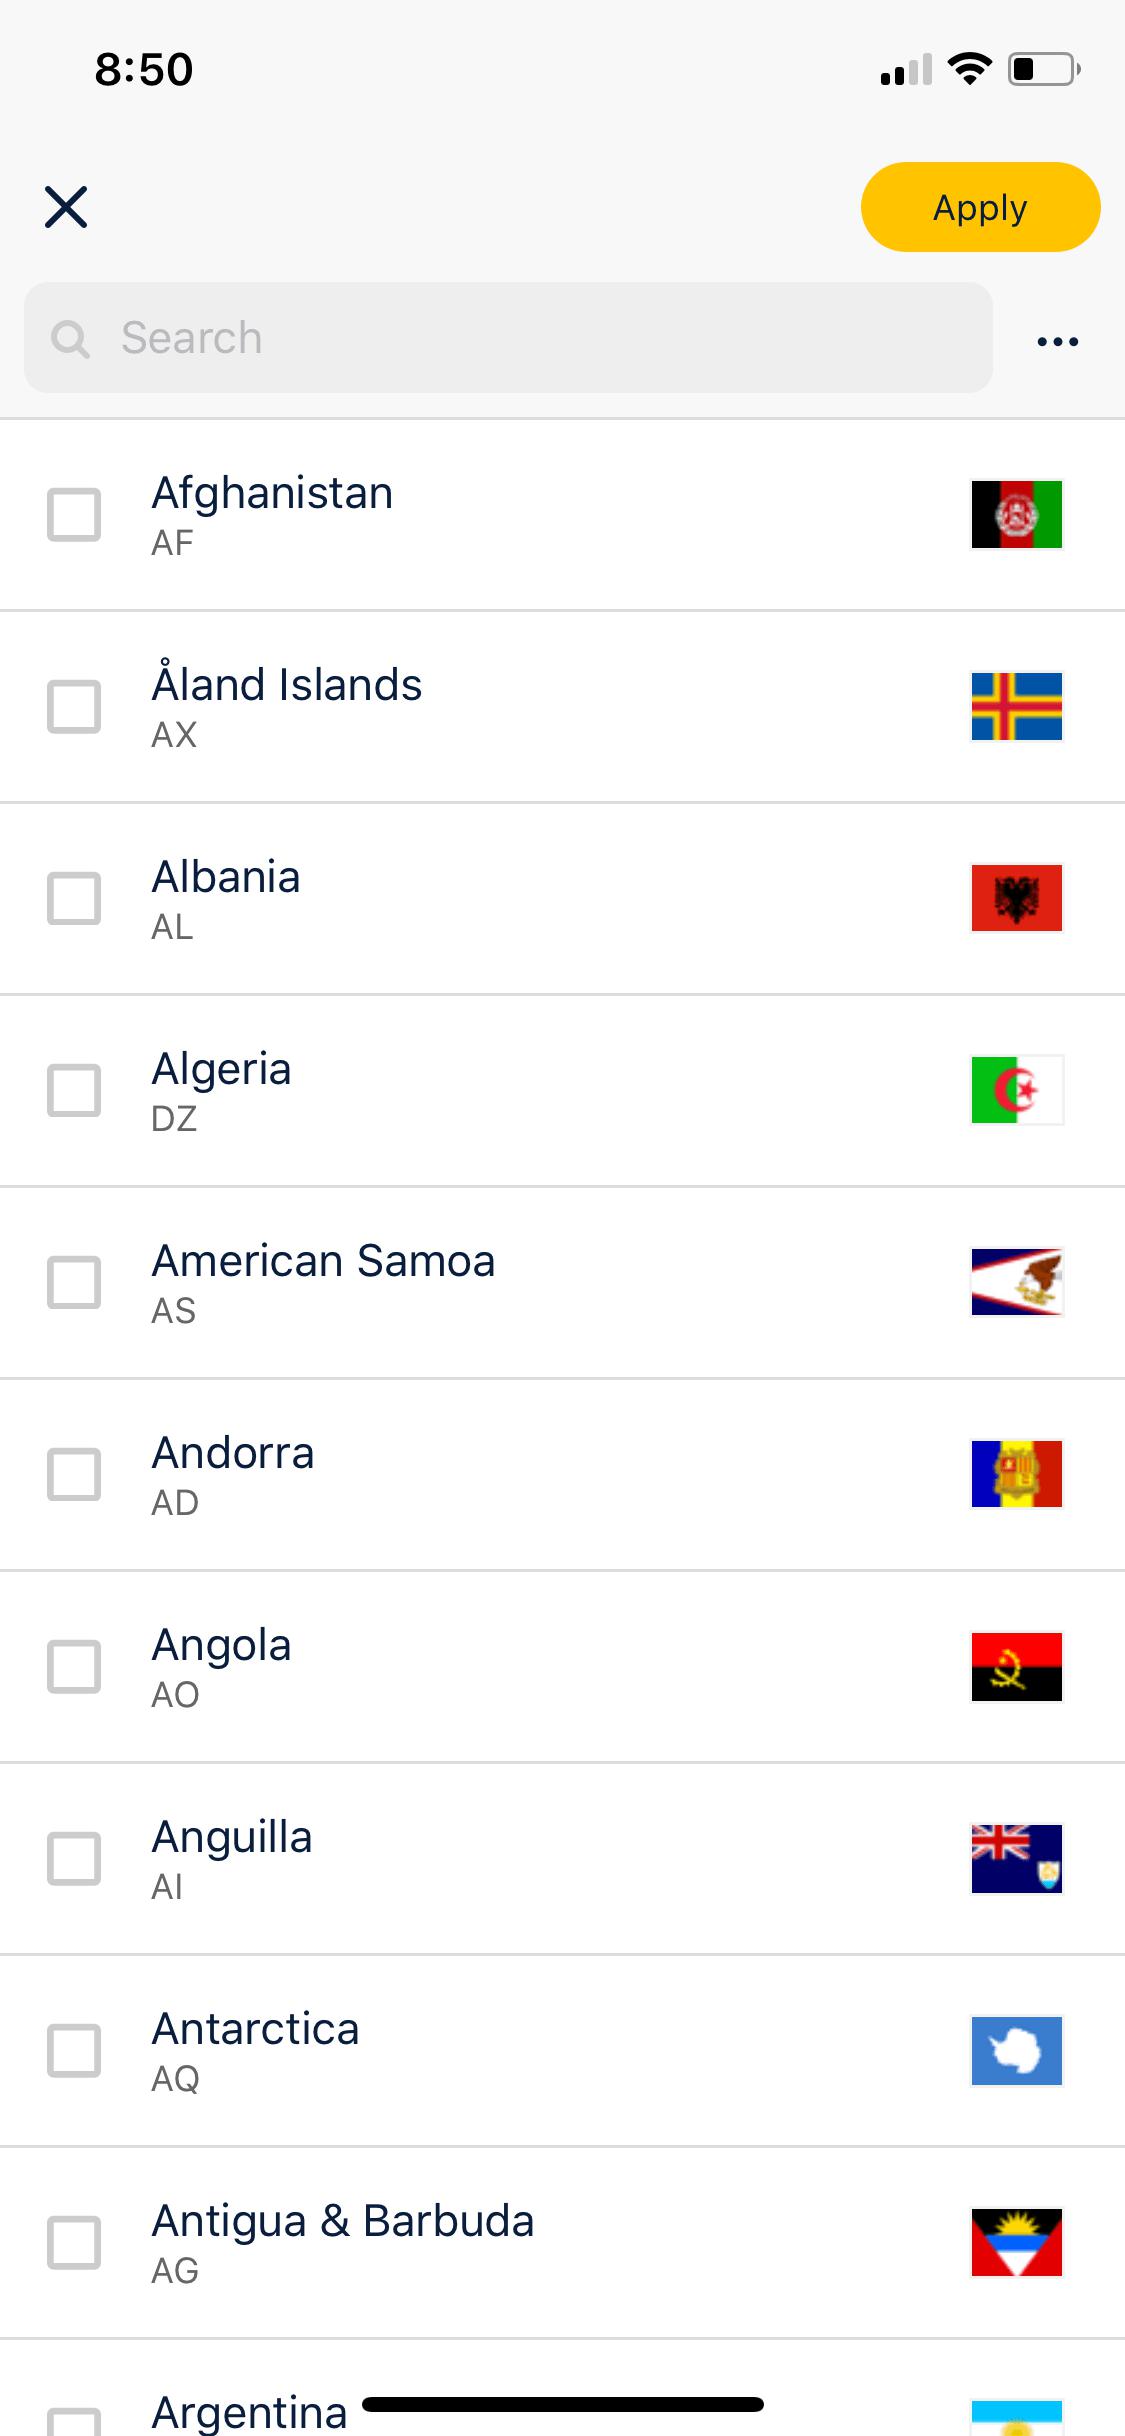 8:50
Apply
Search
Afghanistan
AF
Åland Islands
AX
Albania
AL
Algeria
DZ
American Samoa
AS
Andorra
AD
Angola
AO
Anguilla
AI
Antarctica
AQ
Antigua & Barbuda
AG
Argentina